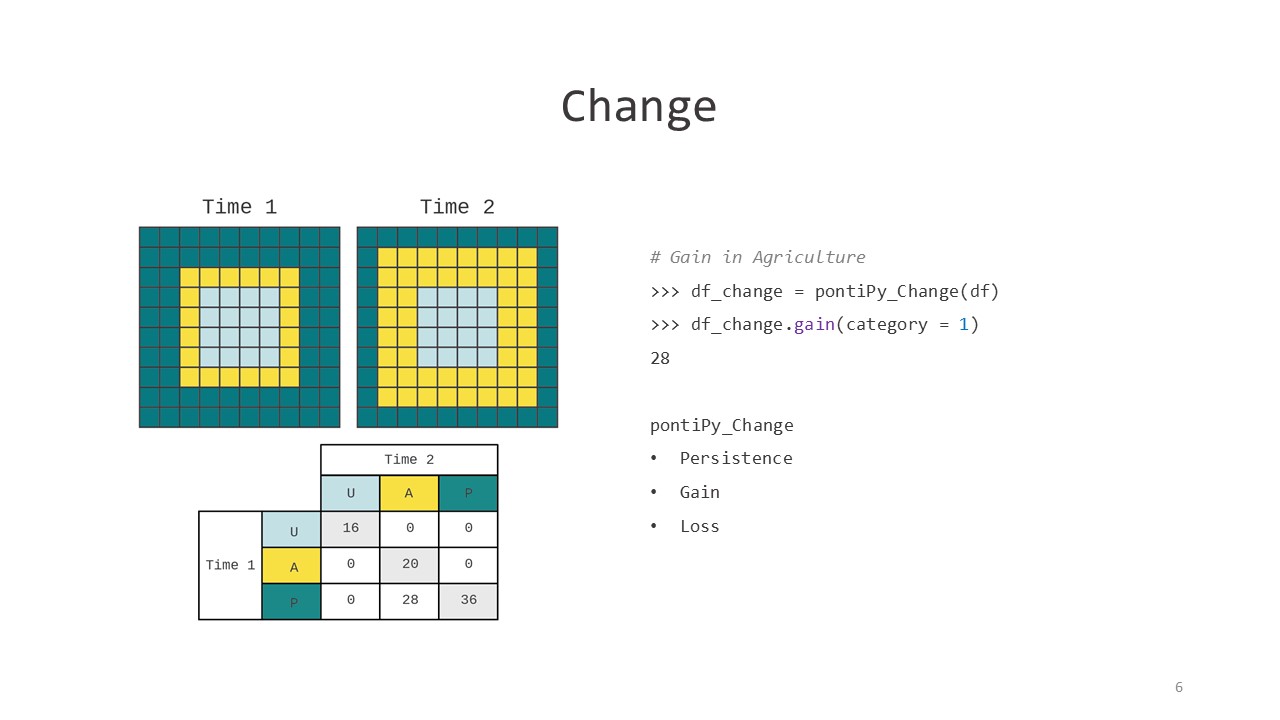 Change
Time 1 Time 2
# Gain in Agriculture
>>> df_change = pontiPy_Change(df)
>>> df_change.gain(category = 1)
28
pontiPy_Change
• Persistence
• Gain
• Loss
Time 2
U A P
Time 1
U 16 0 0
A 0 20 0
P 0 28 36
6